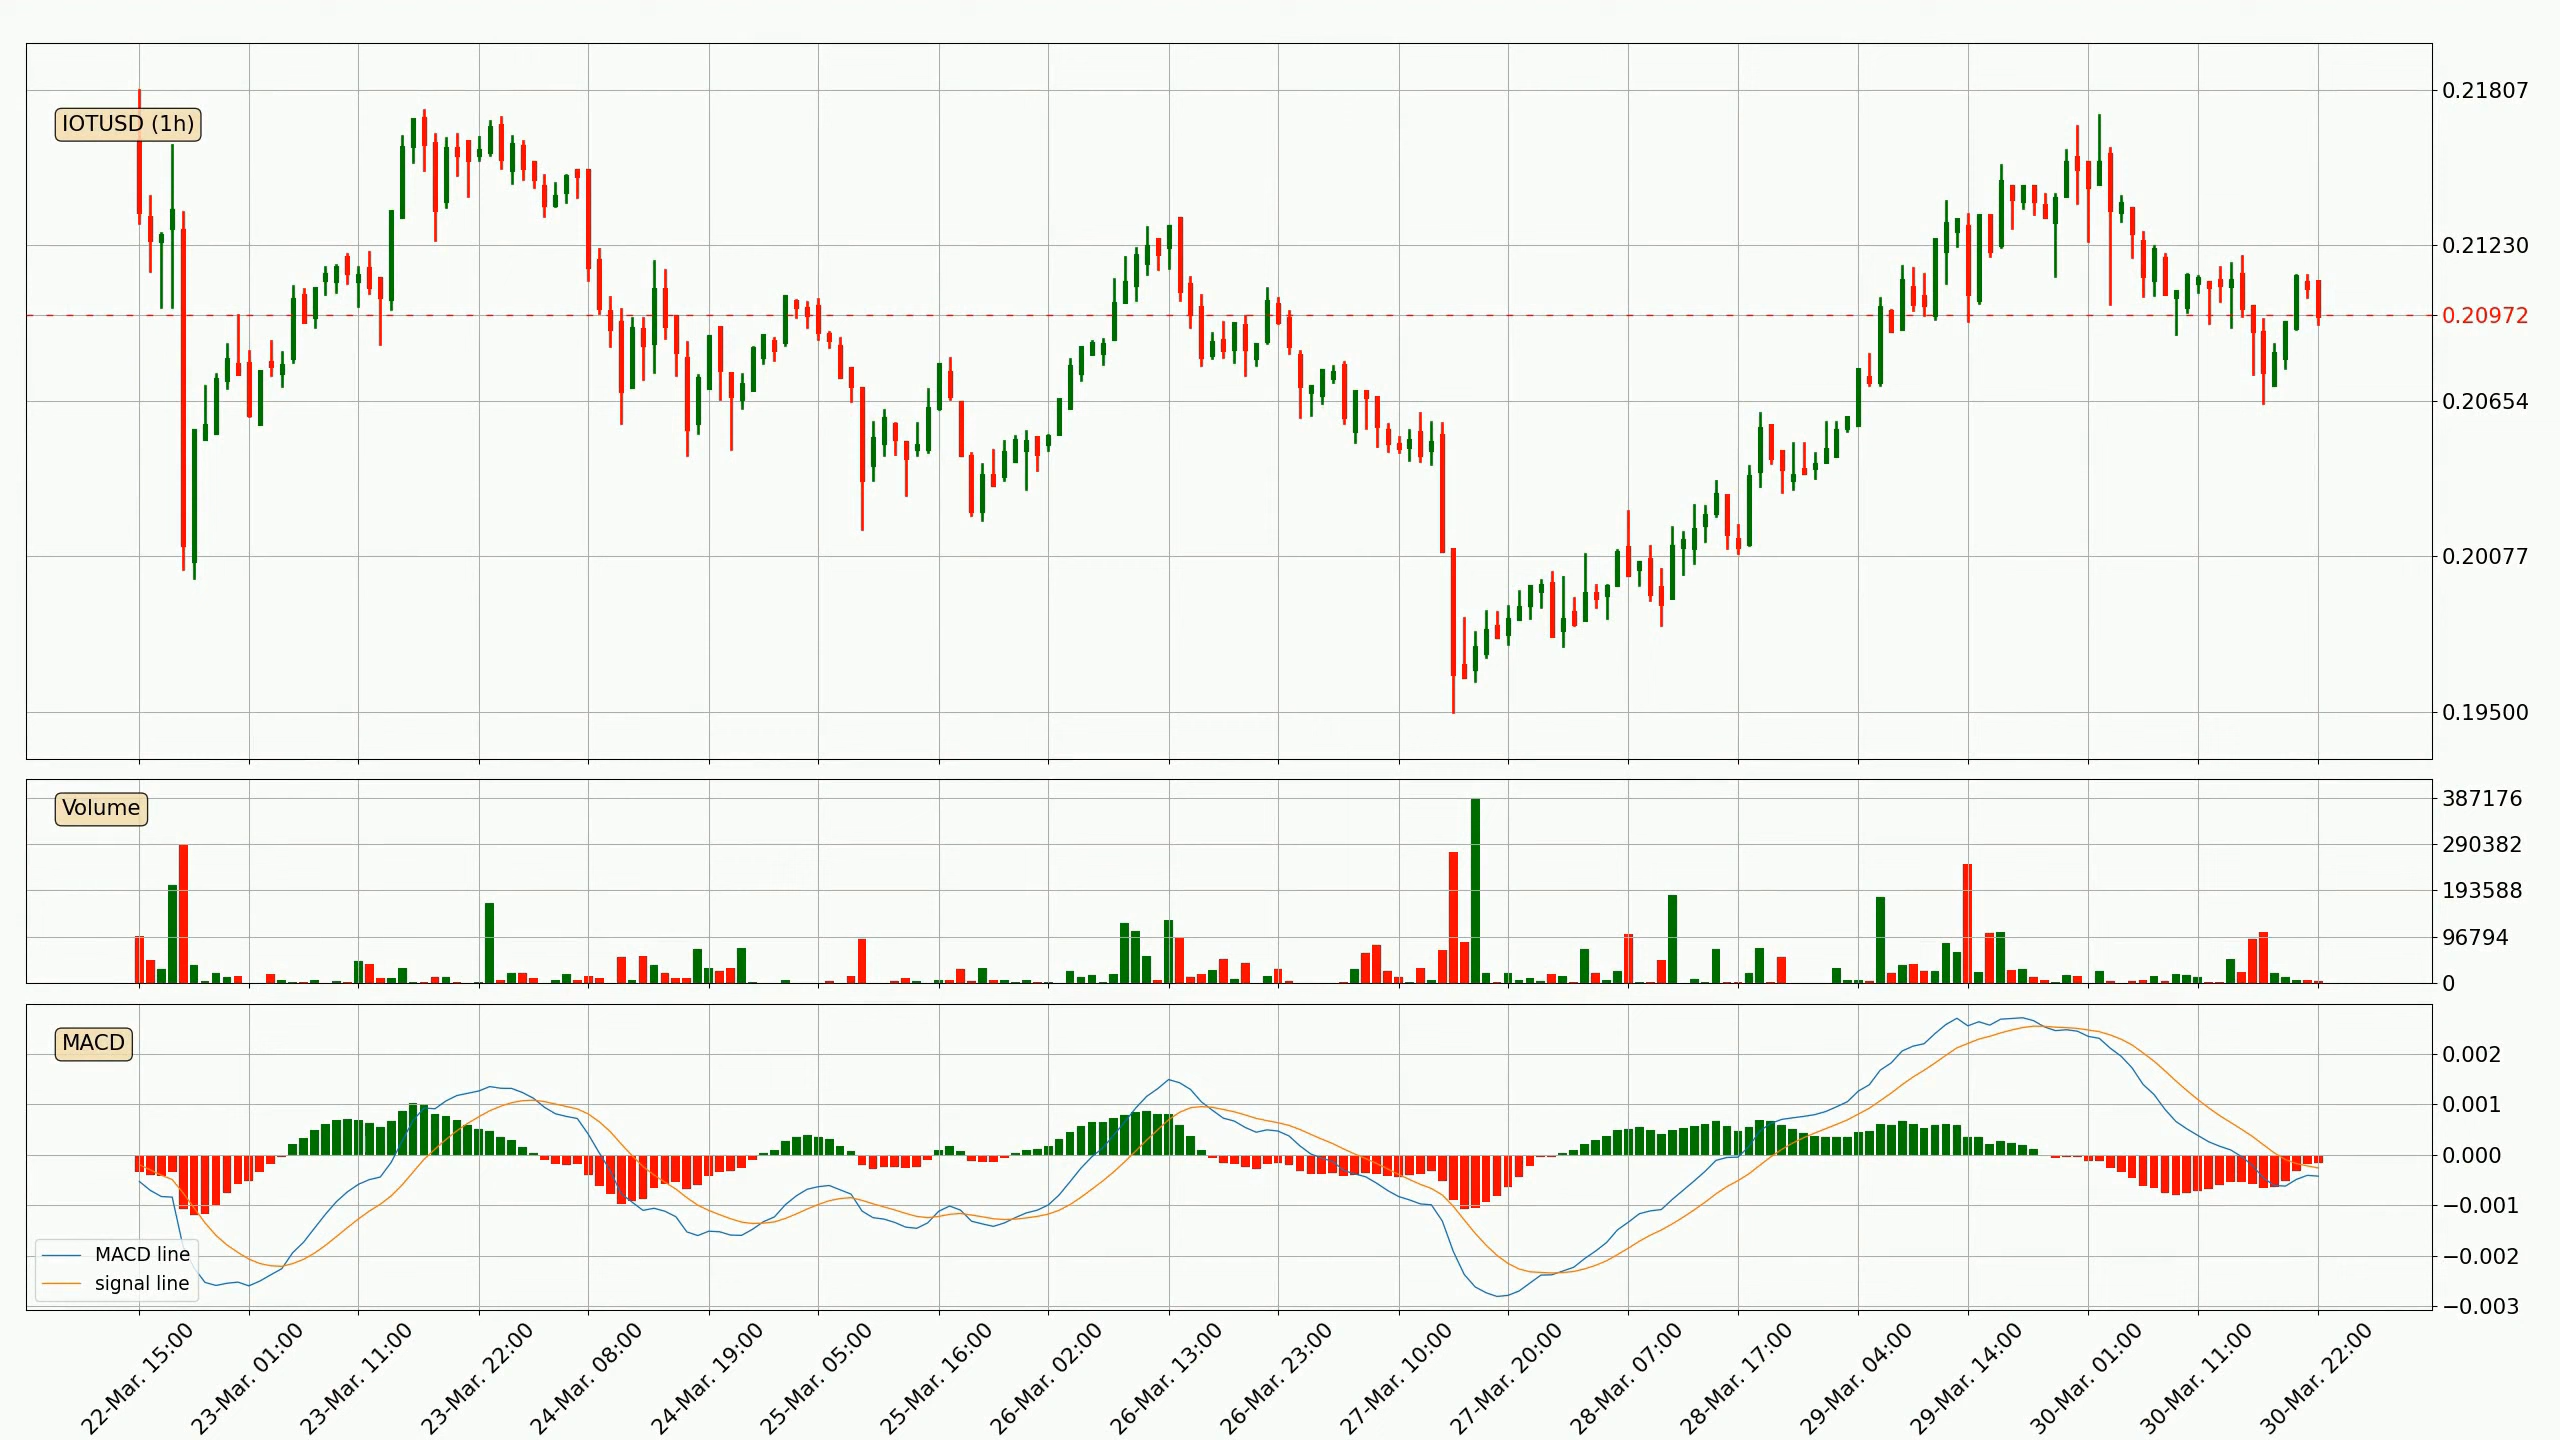 IOTUSD (1h)
0.21807
0.21230
0.20972
0.20654
0.20077
0.19500
Volume
387176
290382
193588
96794
0
MACD
0.002
0.001
0.000
−0.001
−0.002
−0.003
MACD line
signal line
22-Mar. 15:00
23-Mar. 01:00
23-Mar. 11:00
23-Mar. 22:00
24-Mar. 08:00
24-Mar. 19:00
25-Mar. 05:00
25-Mar. 16:00
26-Mar. 02:00
26-Mar. 13:00
26-Mar. 23:00
27-Mar. 10:00
27-Mar. 20:00
28-Mar. 07:00
28-Mar. 17:00
29-Mar. 04:00
29-Mar. 14:00
30-Mar. 01:00
30-Mar. 11:00
30-Mar. 22:00